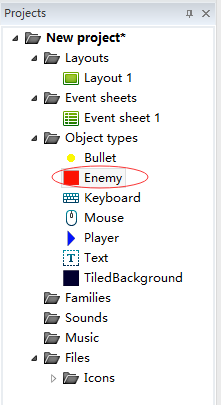 Projects
New project*
Layouts
Layout 1
Event sheets
Event sheet 1
Object types
Bullet
Enemy
Keyboard
Mouse
Player
T Text
TiledBackground
Families
Sounds
Music
Files
Icons